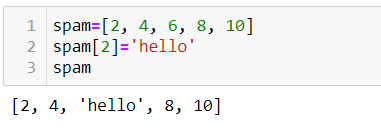 1 spam=[2, 4, 6, 8, 10]
2 spam[2]='hello'
3 spam
[2, 4, 'hello', 8, 10]